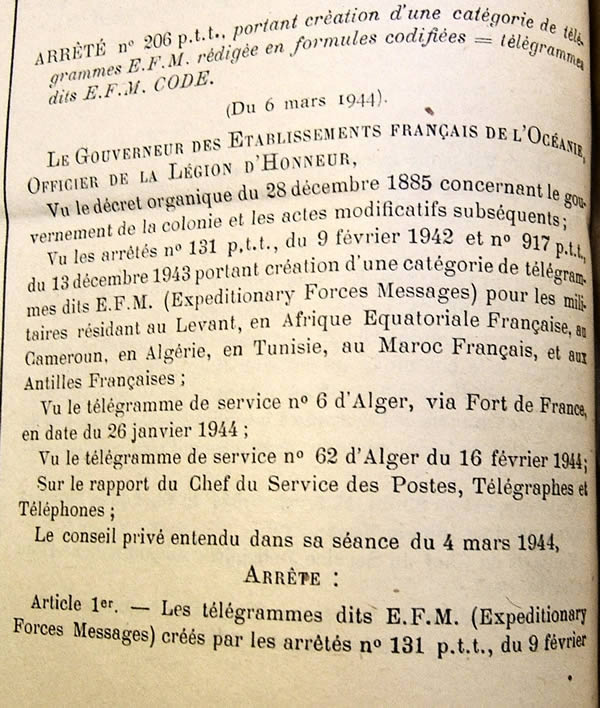 ARRÊTÉ nº 206 p.t.t., portant création d'une catégorie de télé-
grammes E.F.M. rédigée en formules codifiées = télégrammes
dits E.F.M. CODE.
(Du 6 mars 1944).
LE GOUVERNEUR DES ETABLISSEMENTS FRANÇAIS DE L'OCÉANIE,
OFFICIER DE LA LÉGION D'HONNEUR,
Vu le décret organique du 28 décembre 1885 concernant le gou-
vernement de la colonie et les actes modificatifs subséquents;
Vu les arrêtés nº 131 p.t.t., du 9 février 1942 et nº 917 p.t.t.,
du 13 décembre 1943 portant création d'une catégorie de télégram-
mes dits E.F.M. (Expeditionary Forces Messages) pour les mili-
taires résidant au Levant, en Afrique Equatoriale Française, au
Cameroun, en Algérie, en Tunisie, au Maroc Français, et aux
Antilles Françaises ;
Vu le télégramme de service nº 6 d'Alger, via Fort de France,
en date du 26 janvier 1944 ;
Vu le télégramme de service nº 62 d'Alger du 16 février 1944;
Sur le rapport du Chef du Service des Postes, Télégraphes et
Téléphones ;
Le conseil privé entendu dans sa séance du 4 mars 1944,
ARRÊTE :
Article 1er. — Les télégrammes dits E.F.M. (Expeditionary
Forces Messages) créés par les arrêtés nº 131 p.t.t., du 9 février